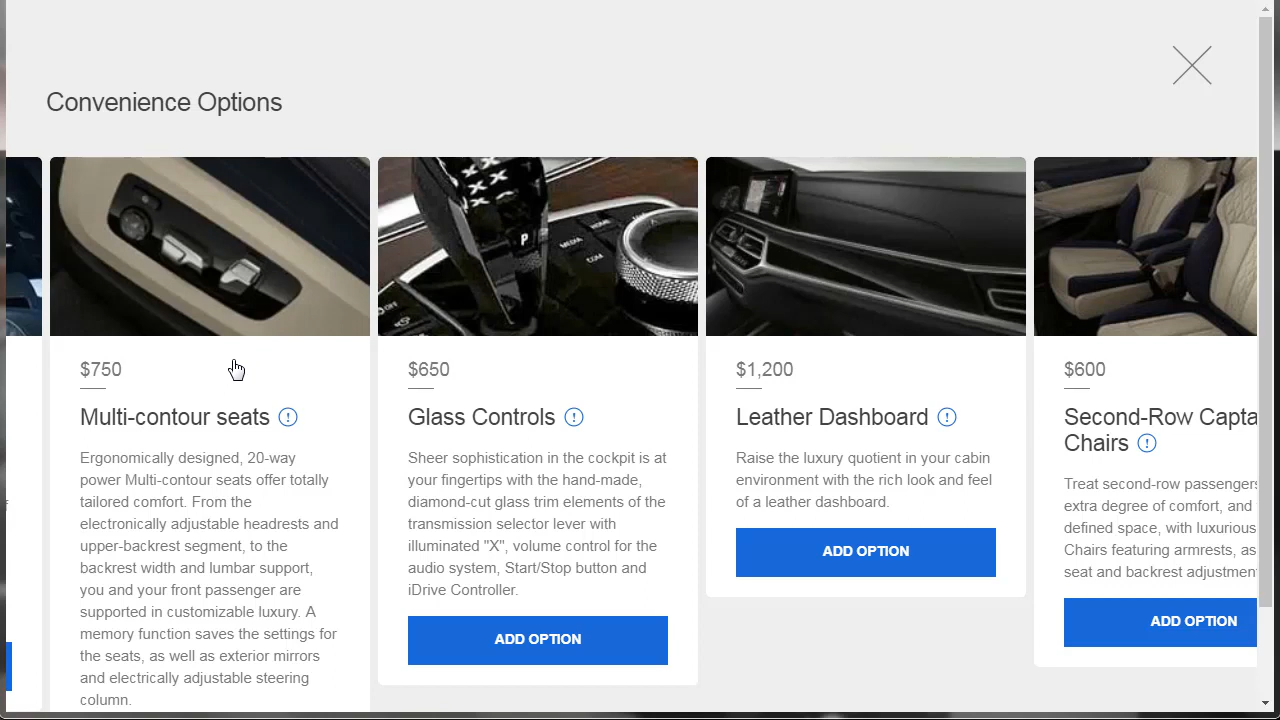 Convenience Options
$750
Multi-contour seats
Ergonomically designed, 20-way
power Multi-contour seats offer totally
tailored comfort. From the
electronically adjustable headrests and
upper-backrest segment, to the
backrest width and lumbar support,
you and your front passenger are
supported in customizable luxury. A
memory function saves the settings for
the seats, as well as exterior mirrors
and electrically adjustable steering
column.
P
MEDIA
COM
$650
Glass Controls
Sheer sophistication in the cockpit is at
your fingertips with the hand-made,
diamond-cut glass trim elements of the
transmission selector lever with
illuminated "X", volume control for the
audio system, Start/Stop button and
iDrive Controller.
ADD OPTION
$1,200
Leather Dashboard
Raise the luxury quotient in your cabin
environment with the rich look and feel
of a leather dashboard.
ADD OPTION
$600
Second-Row Capta
Chairs
Treat second-row passengers
extra degree of comfort, and
defined space, with luxurious
Chairs featuring armrests, as
seat and backrest adjustmen
ADD OPTION